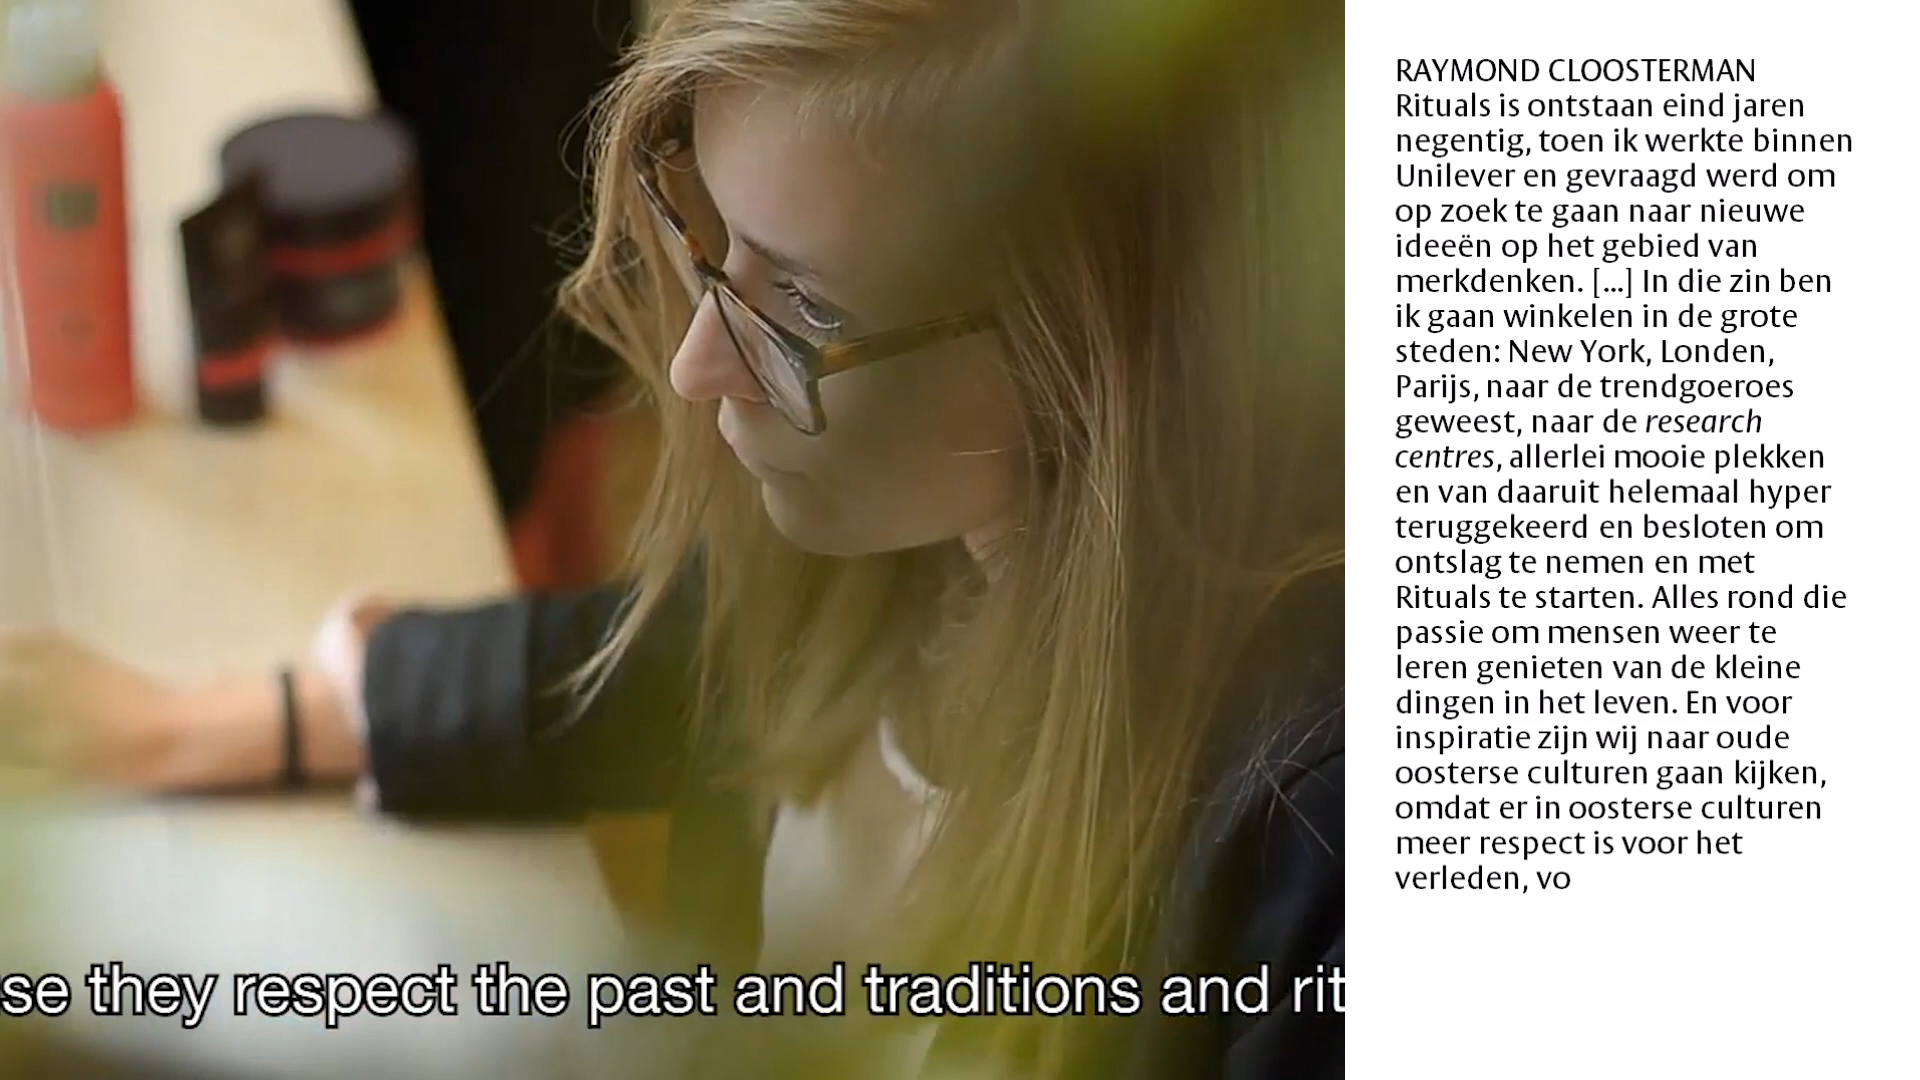 RAYMOND CLOOSTERMAN
Rituals is ontstaan eind jaren
negentig, toen ik werkte binnen
Unilever en gevraagd werd om
op zoek te gaan naar nieuwe
ideeën op het gebied van
merkdenken. [...] In die zin ben
ik gaan winkelen in de grote
steden: New York, Londen,
Parijs, naar de trendgoeroes
geweest, naar de research
centres, allerlei mooie plekken
en van daaruit helemaal hyper
teruggekeerd en besloten om
ontslag te nemen en met
Rituals te starten. Alles rond die
passie om mensen weer te
leren genieten van de kleine
dingen in het leven. En voor
inspiratie zijn wij naar oude
oosterse culturen gaan kijken,
omdat er in oosterse culturen
meer respect is voor het
verleden, vo
se they respect the past and traditions and rit